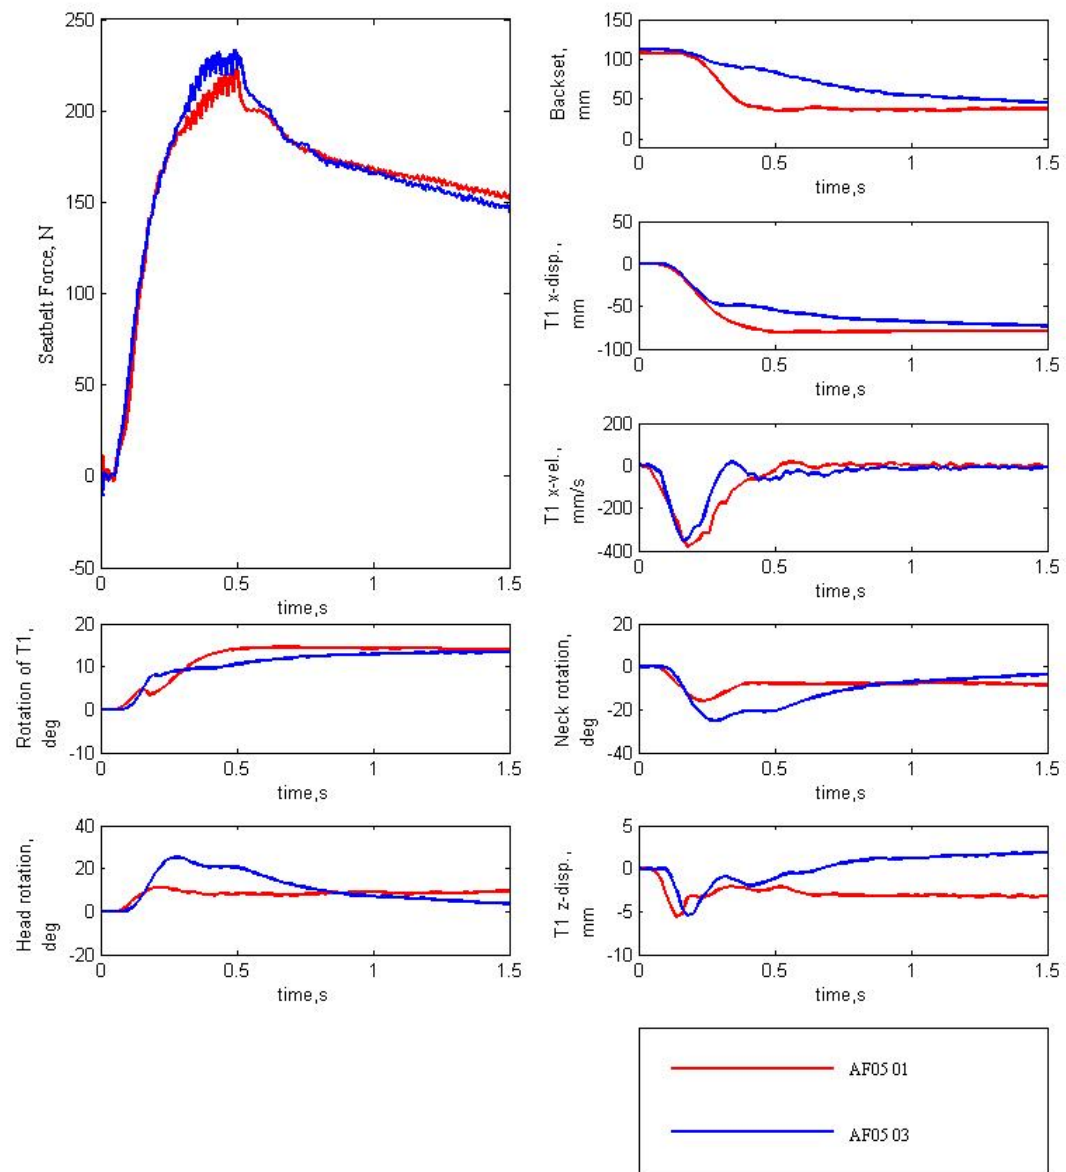 250
200
150
100
50
0
-50
Seatbelt Force, N
0 0.5 1 1.5
time,s
150
100
50
0
Backset,
mm
0 0.5 1 1.5
time,s
50
0
-50
-100
T1 x-disp.,
mm
0 0.5 1 1.5
time,s
200
0
-200
-400
T1 x-vel.,
mm/s
0 0.5 1 1.5
time,s
20
10
0
-10
Rotation of T1,
deg
0 0.5 1 1.5
time,s
20
0
-20
-40
Neck rotation,
deg
0 0.5 1 1.5
time,s
40
20
0
-20
Head rotation,
deg
0 0.5 1 1.5
time,s
5
0
-5
-10
T1 z-disp.,
mm
0 0.5 1 1.5
time,s
AF05 01
AF05 03